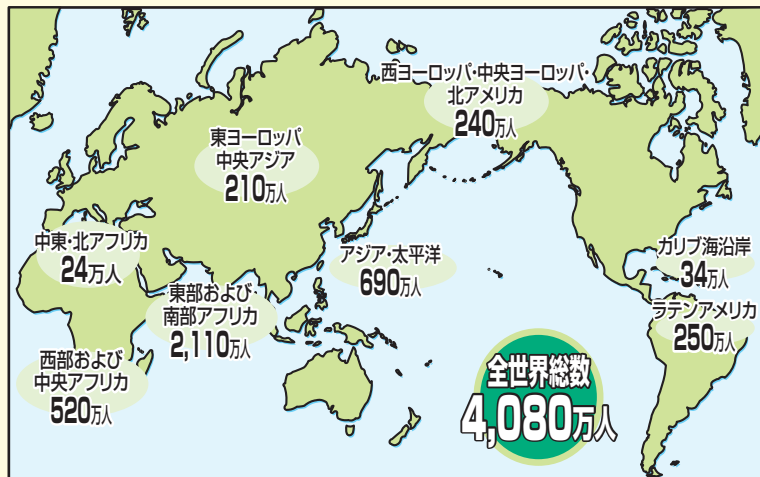 西ヨーロッパ・中央ヨーロッパ・
北アメリカ
240万人
東ヨーロッパ
中央アジア
210万人
中東・北アフリカ
24万人
アジア・太平洋
690万人
カリブ海沿岸
34万人
東部および
南部アフリカ
2,110万人
ラテンアメリカ
250万人
西部および
中央アフリカ
520万人
全世界総数
4,080万人